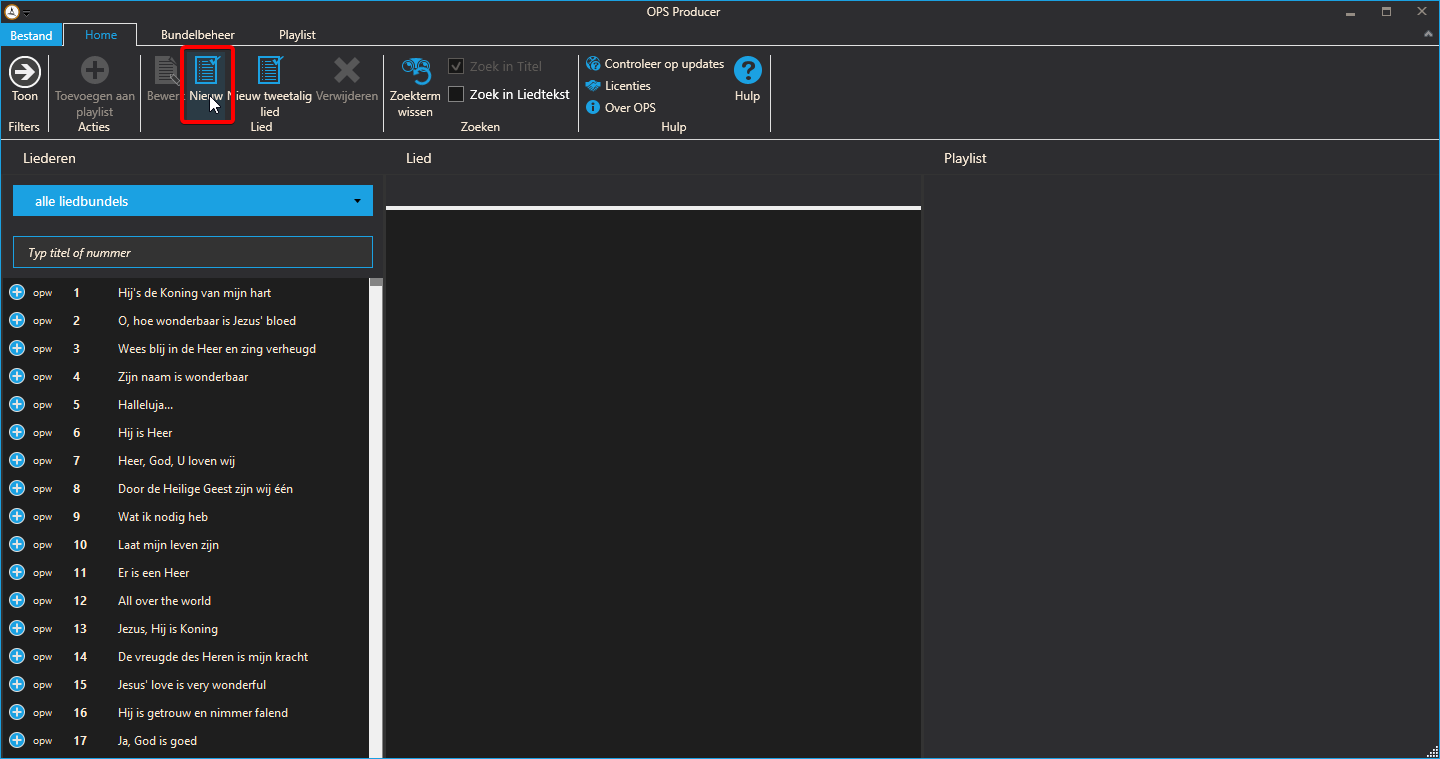 OPS Producer
Bestand
Home
Bundelbeheer
Playlist
Toon
Filters
Toevoegen aan
playlist
Acties
Nieuw
Nieuw tweetalig
lied
Verwijderen
Lied
Zoekterm
wissen
Zoek in Titel
Zoek in Liedtekst
Zoeken
Controleer op updates
Licenties
Over OPS
Hulp
Hulp
Liederen
Lied
Playlist
alle liedbundels
Typ titel of nummer
opw 1 Hij's de Koning van mijn hart
opw 2 O, hoe wonderbaar is Jezus' bloed
opw 3 Wees blij in de Heer en zing verheugd
opw 4 Zijn naam is wonderbaar
opw 5 Halleluja...
opw 6 Hij is Heer
opw 7 Heer, God, U loven wij
opw 8 Door de Heilige Geest zijn wij één
opw 9 Wat ik nodig heb
opw 10 Laat mijn leven zijn
opw 11 Er is een Heer
opw 12 All over the world
opw 13 Jezus, Hij is Koning
opw 14 De vreugde des Heren is mijn kracht
opw 15 Jesus' love is very wonderful
opw 16 Hij is getrouw en nimmer falend
opw 17 Ja, God is goed